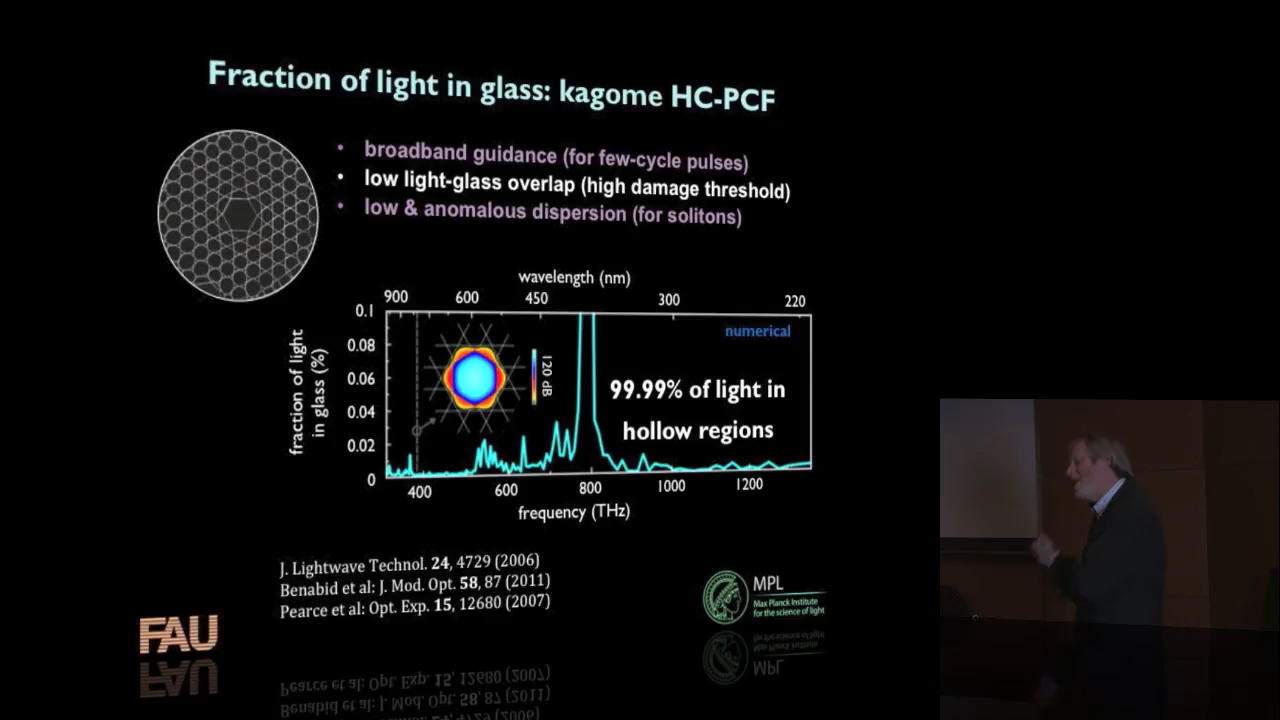 Fraction of light in glass: kagome HC-PCF
• broadband guidance (for few-cycle pulses)
• low light-glass overlap (high damage threshold)
• low & anomalous dispersion (for solitons)
wavelength (nm)
900 600 450 300 220
fraction of light
in glass (%)
0.1
0.08
0.06
0.04
0.02
0
120 dB
numerical
99.99% of light in
hollow regions
400 600 800 1000 1200
frequency (THz)
J. Lightwave Technol. 24, 4729 (2006)
Benabid et al: J. Mod. Opt. 58, 87 (2011)
Pearce et al: Opt. Exp. 15, 12680 (2007)
FAU
MPL
Max Planck Institute
for the science of light